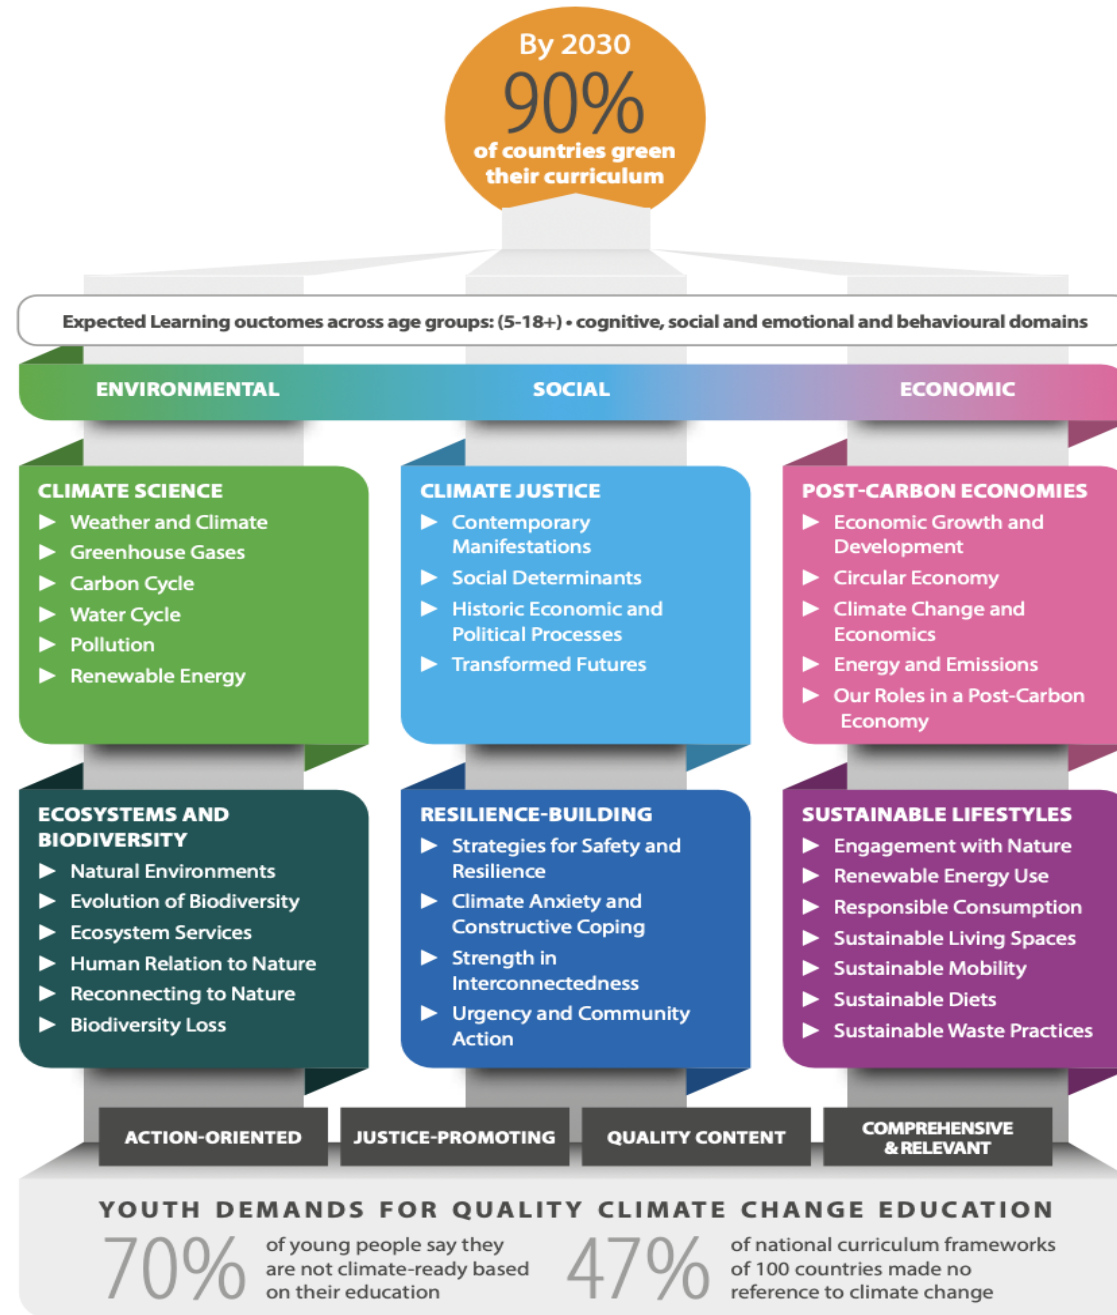 By 2030
90%
of countries green
their curriculum
Expected Learning ouctomes across age groups: (5-18+) • cognitive, social and emotional and behavioural domains
ENVIRONMENTAL
SOCIAL
ECONOMIC
CLIMATE SCIENCE
▶ Weather and Climate
▶ Greenhouse Gases
▶ Carbon Cycle
▶ Water Cycle
▶ Pollution
▶ Renewable Energy
CLIMATE JUSTICE
▶ Contemporary
Manifestations
▶ Social Determinants
▶ Historic Economic and
Political Processes
▶ Transformed Futures
POST-CARBON ECONOMIES
▶ Economic Growth and
Development
▶ Circular Economy
▶ Climate Change and
Economics
▶ Energy and Emissions
▶ Our Roles in a Post-Carbon
Economy
ECOSYSTEMS AND
BIODIVERSITY
▶ Natural Environments
▶ Evolution of Biodiversity
▶ Ecosystem Services
▶ Human Relation to Nature
▶ Reconnecting to Nature
▶ Biodiversity Loss
RESILIENCE-BUILDING
▶ Strategies for Safety and
Resilience
▶ Climate Anxiety and
Constructive Coping
▶ Strength in
Interconnectedness
▶ Urgency and Community
Action
SUSTAINABLE LIFESTYLES
▶ Engagement with Nature
▶ Renewable Energy Use
▶ Responsible Consumption
▶ Sustainable Living Spaces
▶ Sustainable Mobility
▶ Sustainable Diets
▶ Sustainable Waste Practices
ACTION-ORIENTED
JUSTICE-PROMOTING
QUALITY CONTENT
COMPREHENSIVE
& RELEVANT
YOUTH DEMANDS FOR QUALITY CLIMATE CHANGE EDUCATION
70%
of young people say they
are not climate-ready based
on their education
47%
of national curriculum frameworks
of 100 countries made no
reference to climate change